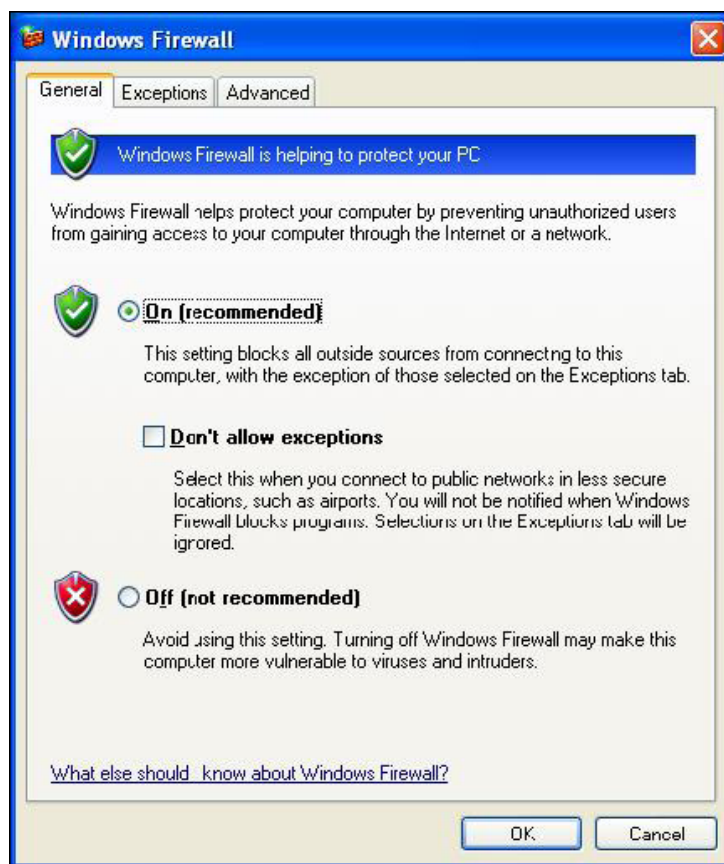 Windows Firewall
General Exceptions Advanced
Windows Firewall is helping to protect your PC
Windows Firewall helps protect your computer by preventing unauthorized users
from gaining access to your computer through the Internet or a network.
On (recommended)
This setting blocks all outside sources from connecting to this
computer, with the exception of those selected on the Exceptions tab.
Don't allow exceptions
Select this when you connect to public networks in less secure
locations, such as airports. You will not be notified when Windows
Firewall blocks programs. Selections on the Exceptions tab will be
ignored.
Off (not recommended)
Avoid using this setting. Turning off Windows Firewall may make this
computer more vulnerable to viruses and intruders.
What else should I know about Windows Firewall?
OK Cancel